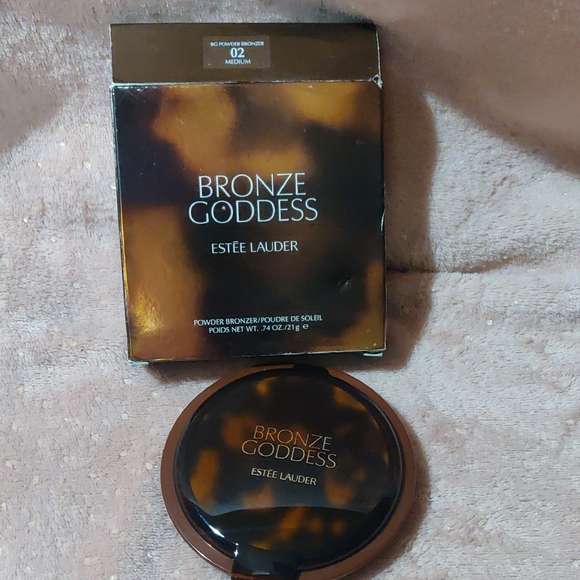 BG POWDER BRONZER
02
MEDIUM
BRONZE
GODDESS
ESTĒE LAUDER
POWDER BRONZER/POUDRE DE SOLEIL
POIDS NET WT. .74 OZ./21g ℮
BRONZE
GODDESS
ESTĒE LAUDER